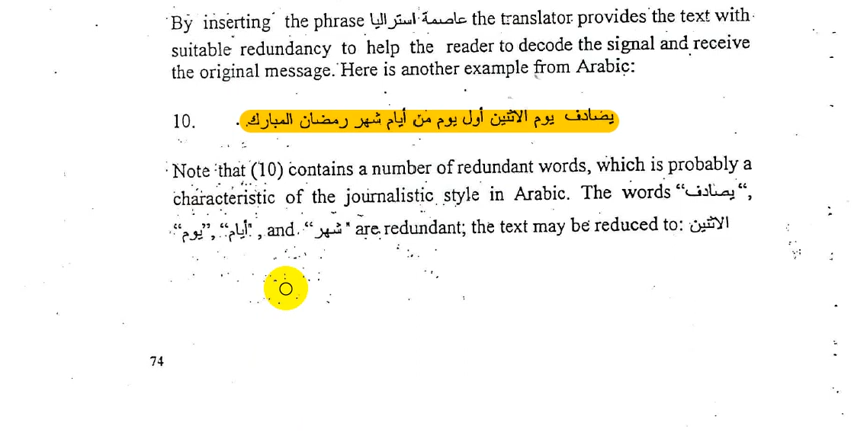 By inserting the phrase عاصمة استراليا the translator provides the text with
suitable redundancy to help the reader to decode the signal and receive
the original message. Here is another example from Arabic:
10. يصادف يوم الاثنين أول يوم من أيام شهر رمضان المبارك.
Note that (10) contains a number of redundant words, which is probably a
characteristic of the journalistic style in Arabic. The words “يصادف“,
“يوم”, “أيام", and “شهر" are redundant; the text may be reduced to: الاثنين
74